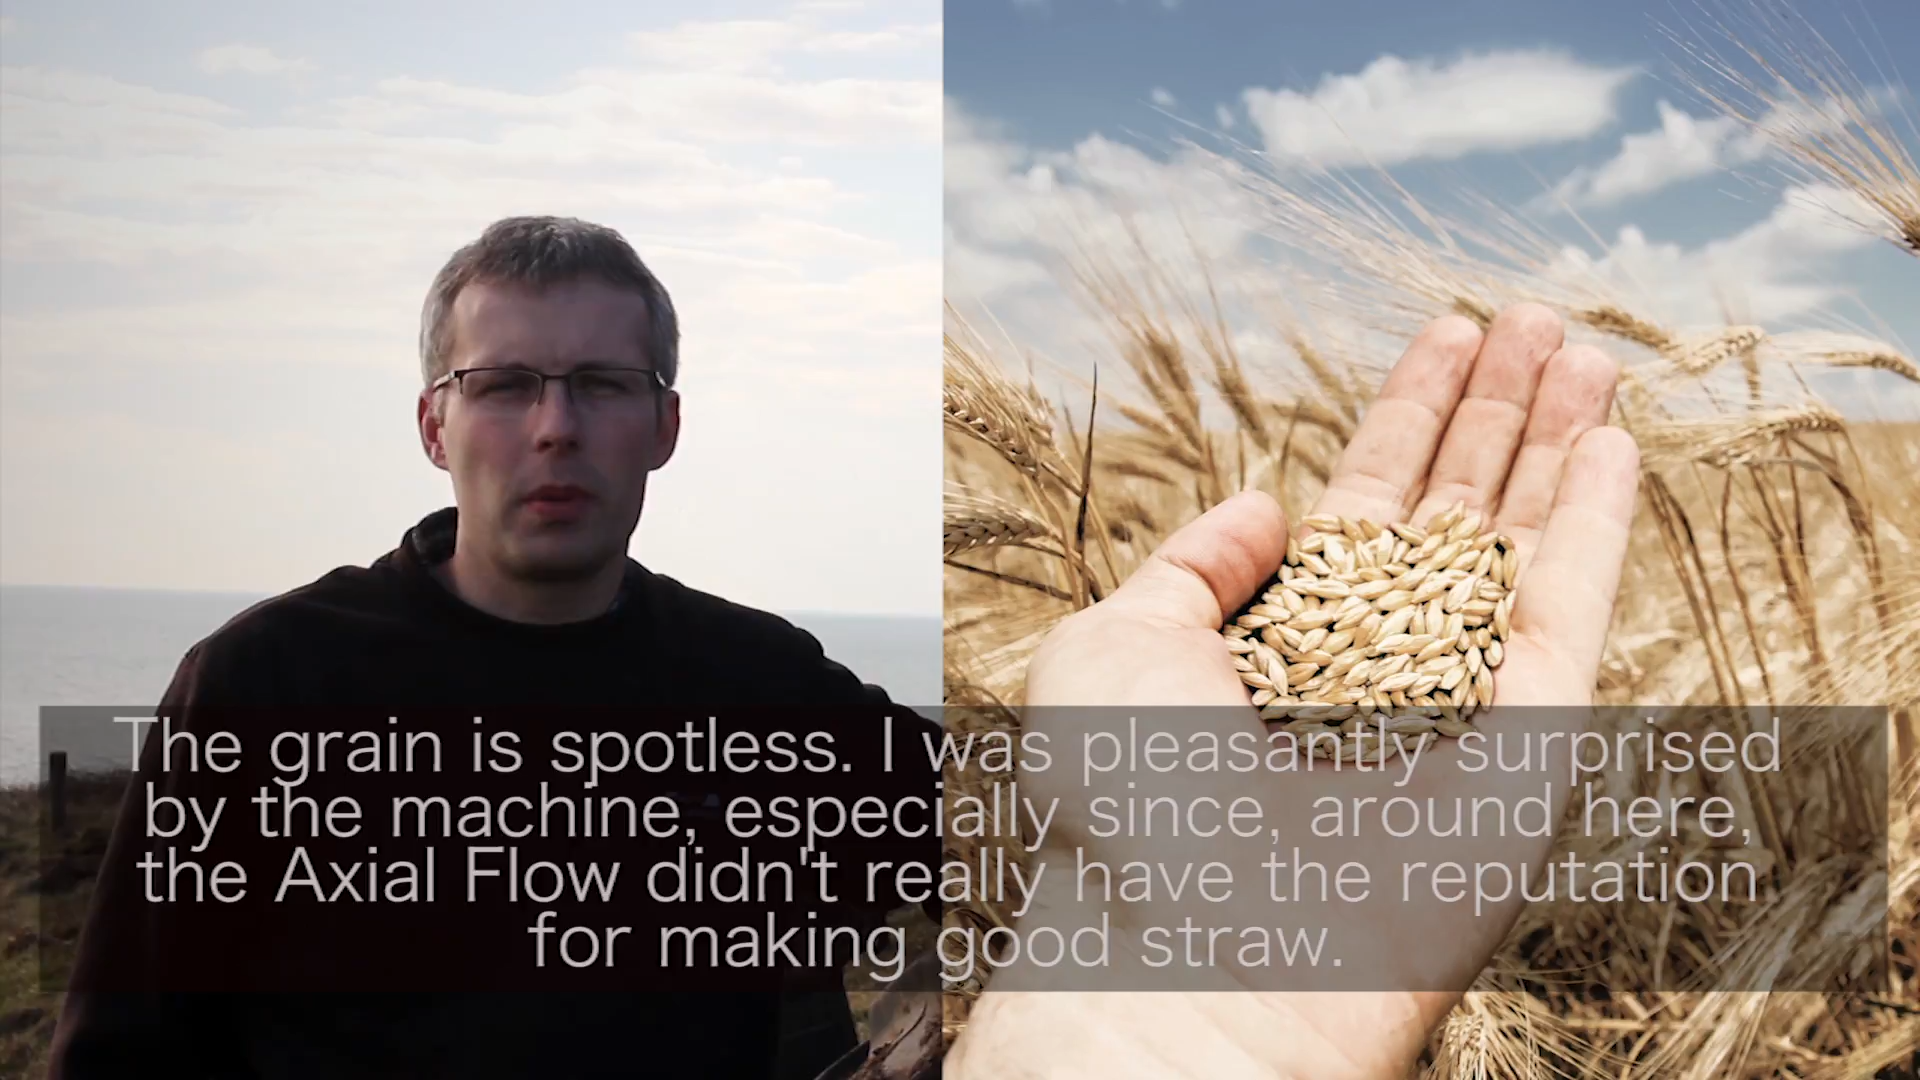 The grain is spotless. I was pleasantly surprised
by the machine, especially since, around here,
the Axial Flow didn't really have the reputation
for making good straw.